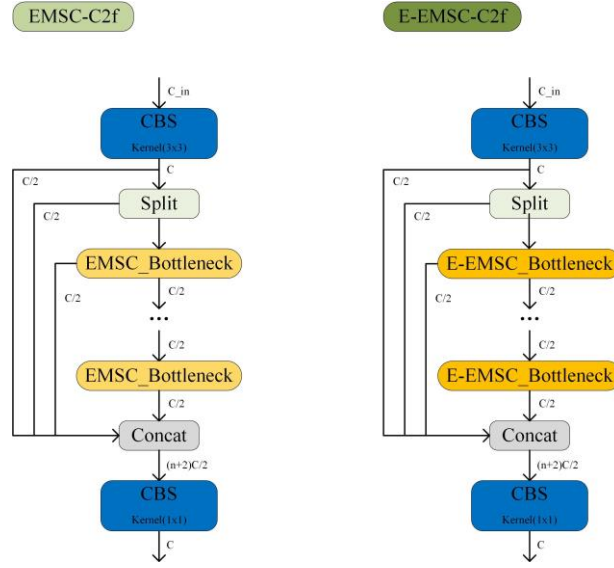 EMSC-C2f
C_in
CBS
Kernel(3x3)
C
C/2
Split
C/2
EMSC_Bottleneck
C/2
C/2
...
C/2
EMSC_Bottleneck
C/2
Concat
(n+2)C/2
CBS
Kernel(1x1)
C
E-EMSC-C2f
C_in
CBS
Kernel(3x3)
C
C/2
Split
C/2
E-EMSC_Bottleneck
C/2
C/2
...
C/2
E-EMSC_Bottleneck
C/2
Concat
(n+2)C/2
CBS
Kernel(1x1)
C